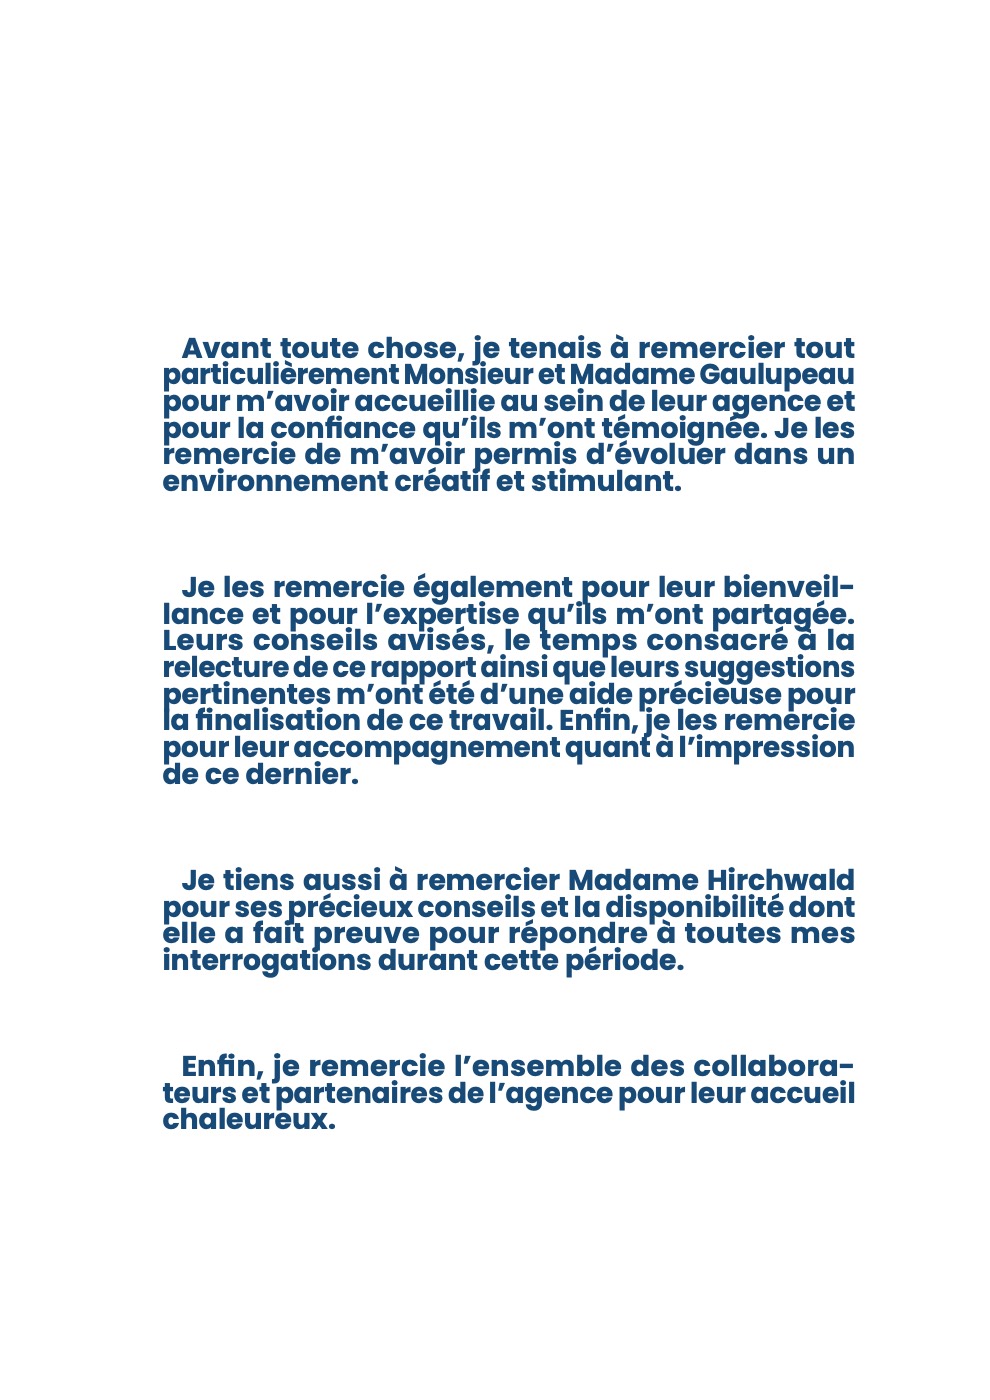 Avant toute chose, je tenais à remercier tout
particulièrement Monsieur et Madame Gaulupeau
pour m’avoir accueillie au sein de leur agence et
pour la confiance qu’ils m’ont témoignée. Je les
remercie de m’avoir permis d’évoluer dans un
environnement créatif et stimulant.
Je les remercie également pour leur bienveil-
lance et pour l’expertise qu’ils m’ont partagée.
Leurs conseils avisés, le temps consacré à la
relecture de ce rapport ainsi que leurs suggestions
pertinentes m’ont été d’une aide précieuse pour
la finalisation de ce travail. Enfin, je les remercie
pour leur accompagnement quant à l’impression
de ce dernier.
Je tiens aussi à remercier Madame Hirchwald
pour ses précieux conseils et la disponibilité dont
elle a fait preuve pour répondre à toutes mes
interrogations durant cette période.
Enfin, je remercie l’ensemble des collabora-
teurs et partenaires de l’agence pour leur accueil
chaleureux.